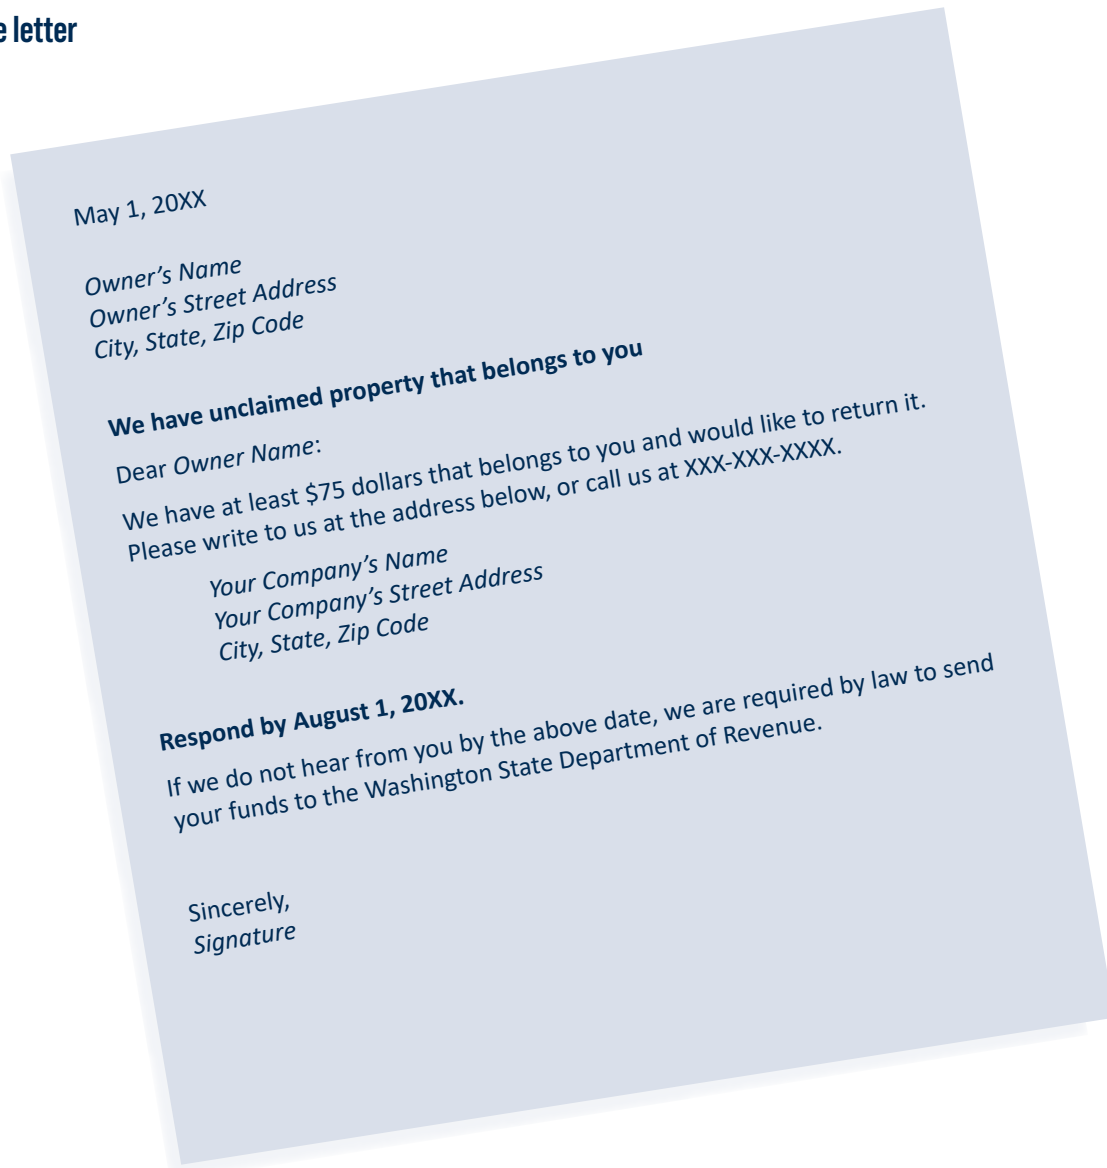 e letter
May 1, 20XX
Owner’s Name
Owner’s Street Address
City, State, Zip Code
We have unclaimed property that belongs to you
Dear Owner Name:
We have at least $75 dollars that belongs to you and would like to return it.
Please write to us at the address below, or call us at XXX-XXX-XXXX.
Your Company’s Name
Your Company’s Street Address
City, State, Zip Code
Respond by August 1, 20XX.
If we do not hear from you by the above date, we are required by law to send
your funds to the Washington State Department of Revenue.
Sincerely,
Signature